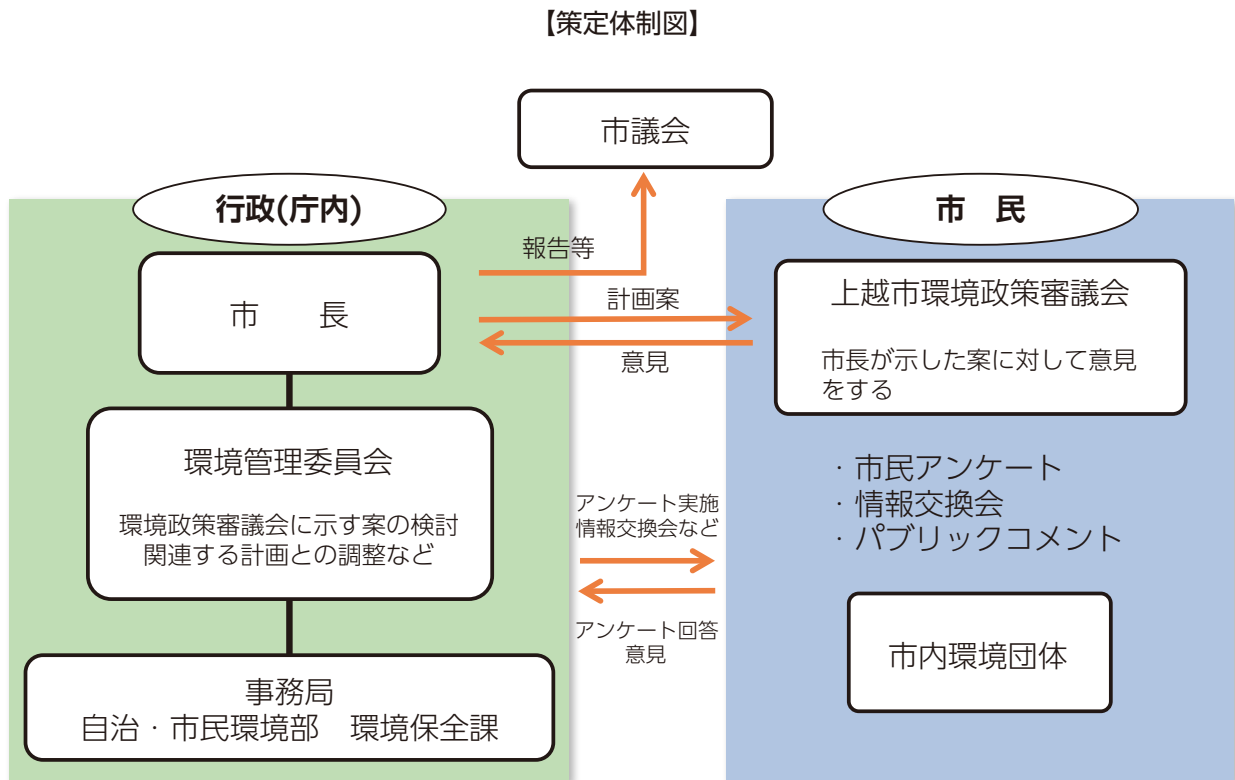 【策定体制図】
市議会
行政(庁内)
市　民
報告等
市　　長
計画案
意見
上越市環境政策審議会
市長が示した案に対して意見
をする
環境管理委員会
環境政策審議会に示す案の検討
関連する計画との調整など
アンケート実施
情報交換会など
アンケート回答
意見
・市民アンケート
・情報交換会
・パブリックコメント
市内環境団体
事務局
自治・市民環境部　環境保全課